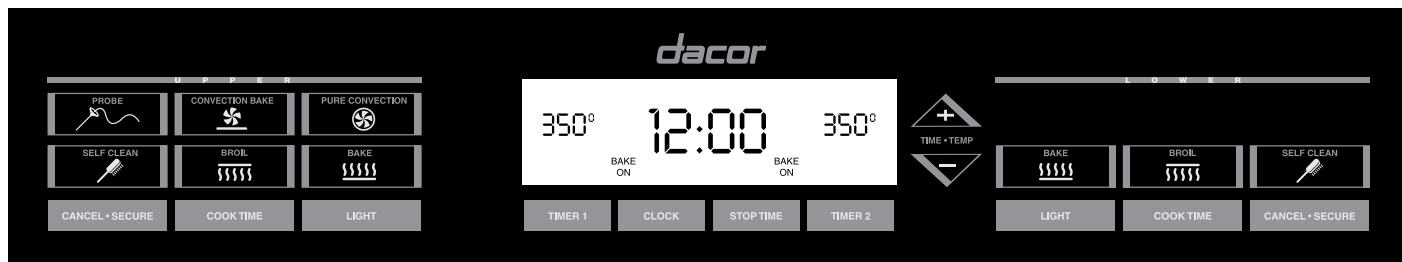 dacor
UPPER
PROBE
CONVECTION BAKE
PURE CONVECTION
SELF CLEAN
BROIL
BAKE
CANCEL • SECURE
COOK TIME
LIGHT
350°
12:00
350°
BAKE
ON
BAKE
ON
TIMER 1
CLOCK
STOP TIME
TIMER 2
+
TIME • TEMP
−
LOWER
BAKE
BROIL
SELF CLEAN
LIGHT
COOK TIME
CANCEL • SECURE